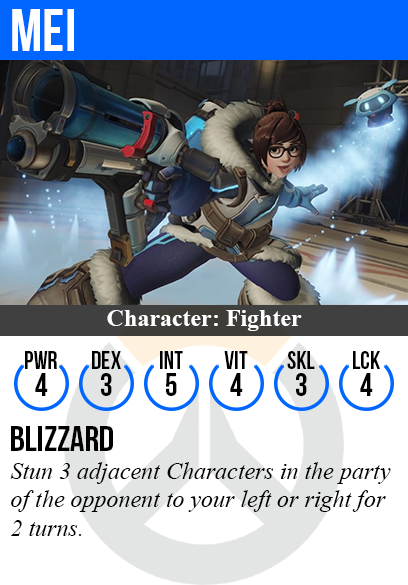 MEI
Character: Fighter
PWR DEX INT VIT SKL LCK
4 3 5 4 3 4
BLIZZARD
Stun 3 adjacent Characters in the party
of the opponent to your left or right for
2 turns.